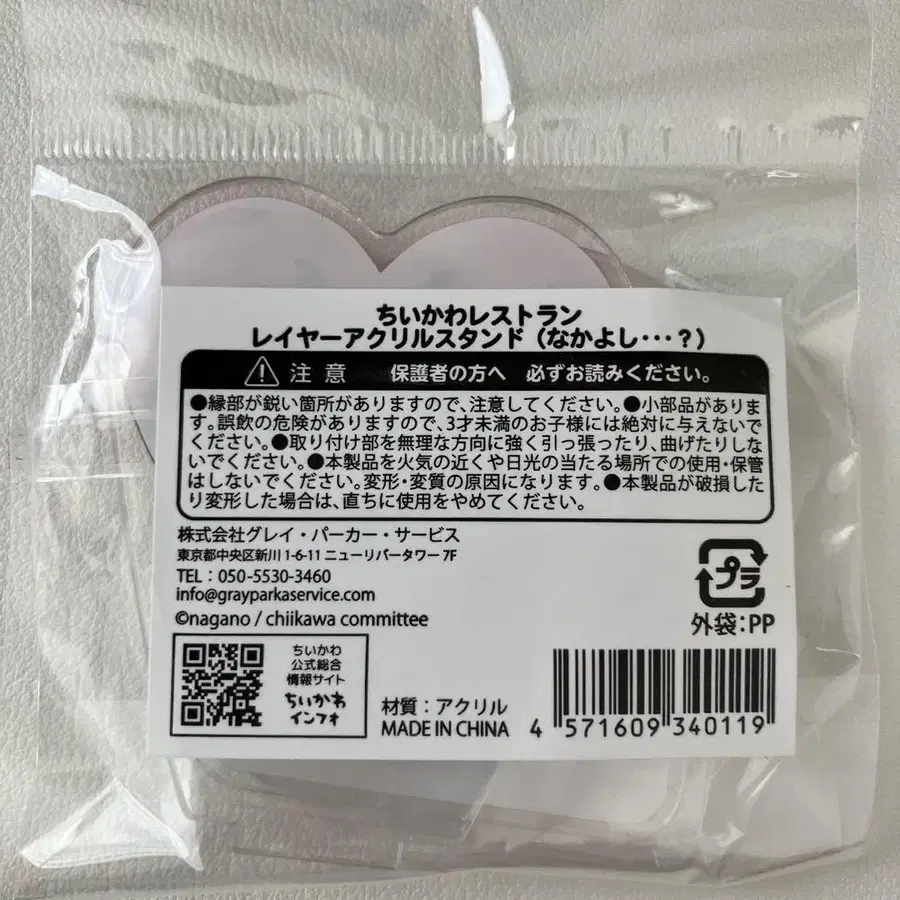 ちいかわレストラン
レイヤーアクリルスタンド（なかよし･･･？）
注意 保護者の方へ 必ずお読みください。
●縁部が鋭い箇所がありますので、注意してください。●小部品がありま
す。誤飲の危険がありますので、3才未満のお子様には絶対に与えないで
ください。●取り付け部を無理な方向に強く引っ張ったり、曲げたりしな
いでください。●本製品を火気の近くや日光の当たる場所での使用･保管
はしないでください。変形･変質の原因になります。●本製品が破損した
り変形した場合は、直ちに使用をやめてください。
株式会社グレイ・パーカー・サービス
東京都中央区新川1-6-11 ニューリバータワー 7F
TEL：050-5530-3460
info@grayparkaservice.com
©nagano / chiikawa committee
プラ
外袋：PP
ちいかわ
公式総合
情報サイト
ちいかわ
インフォ
材質：アクリル
MADE IN CHINA
4 571609 340119